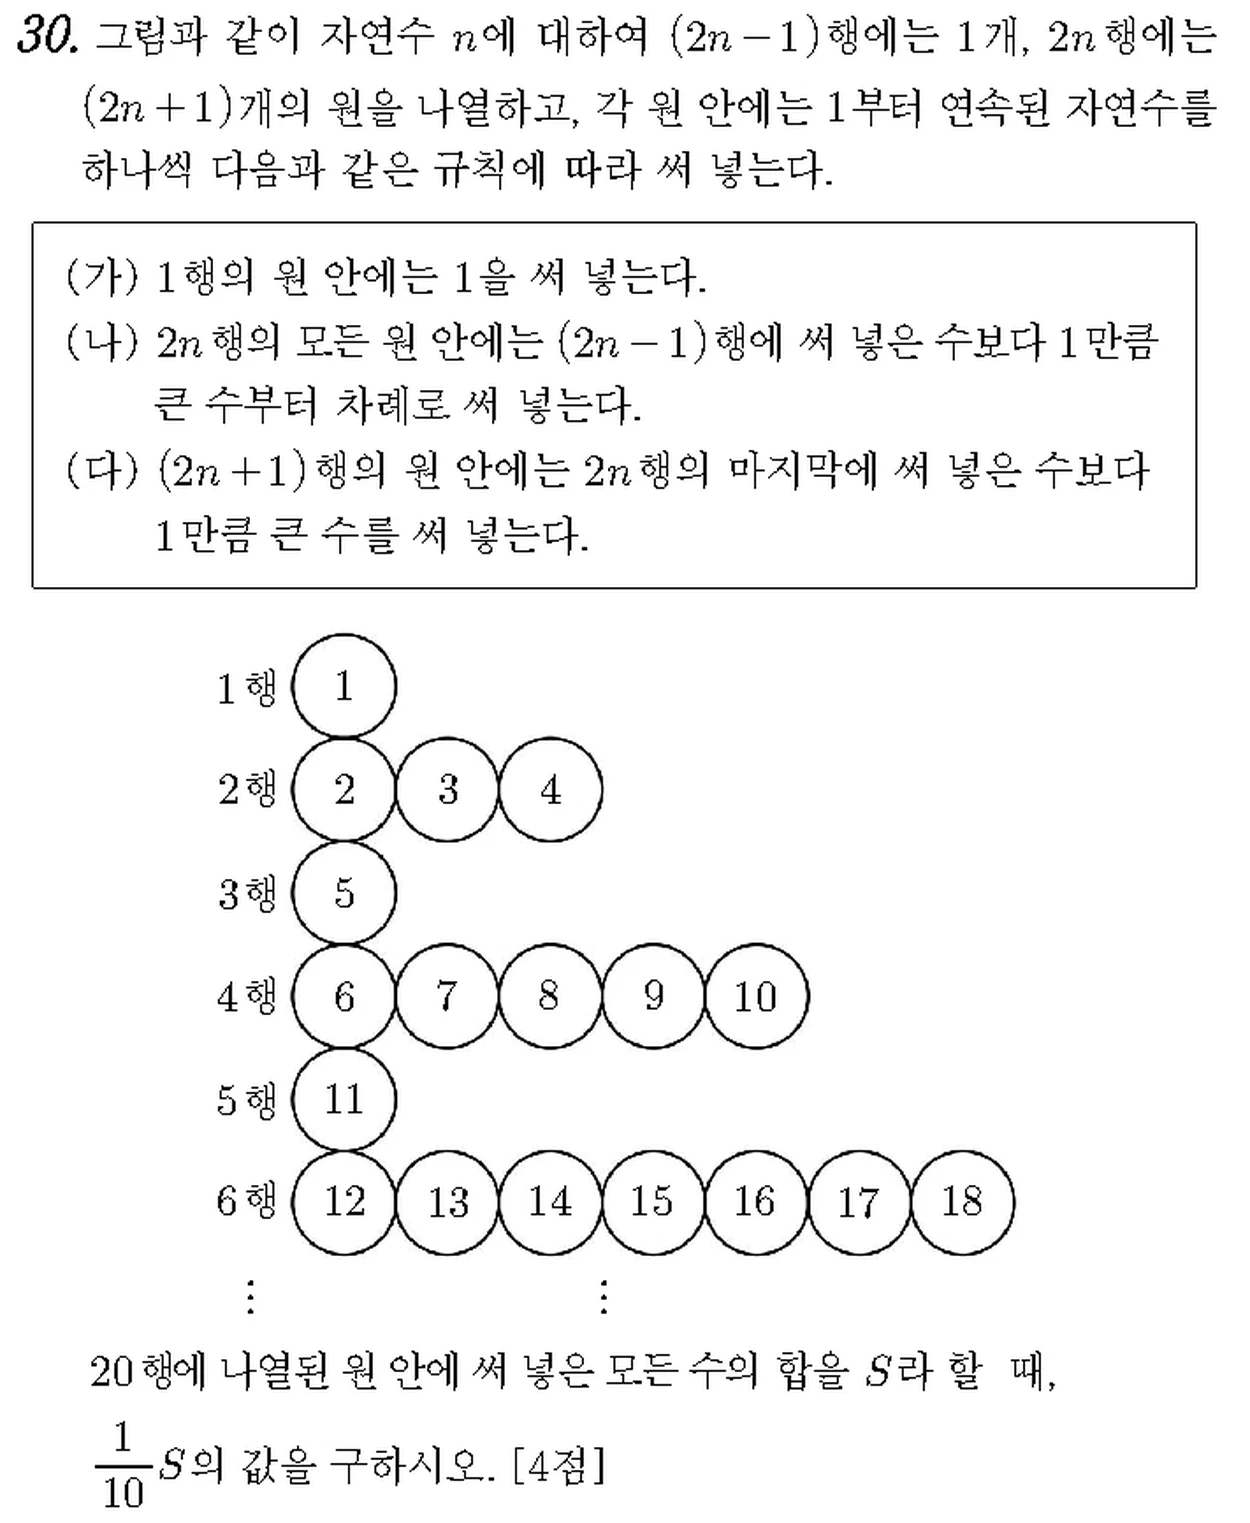 30. 그림과 같이 자연수 n에 대하여 (2n-1)행에는 1개, 2n행에는
(2n+1)개의 원을 나열하고, 각 원 안에는 1부터 연속된 자연수를
하나씩 다음과 같은 규칙에 따라 써 넣는다.
(가) 1행의 원 안에는 1을 써 넣는다.
(나) 2n행의 모든 원 안에는 (2n-1)행에 써 넣은 수보다 1만큼
큰 수부터 차례로 써 넣는다.
(다) (2n+1)행의 원 안에는 2n행의 마지막에 써 넣은 수보다
1만큼 큰 수를 써 넣는다.
1행 1
2행 2 3 4
3행 5
4행 6 7 8 9 10
5행 11
6행 12 13 14 15 16 17 18
⋮ ⋮
20행에 나열된 원 안에 써 넣은 모든 수의 합을 S라 할 때,
1/10 S의 값을 구하시오. [4점]